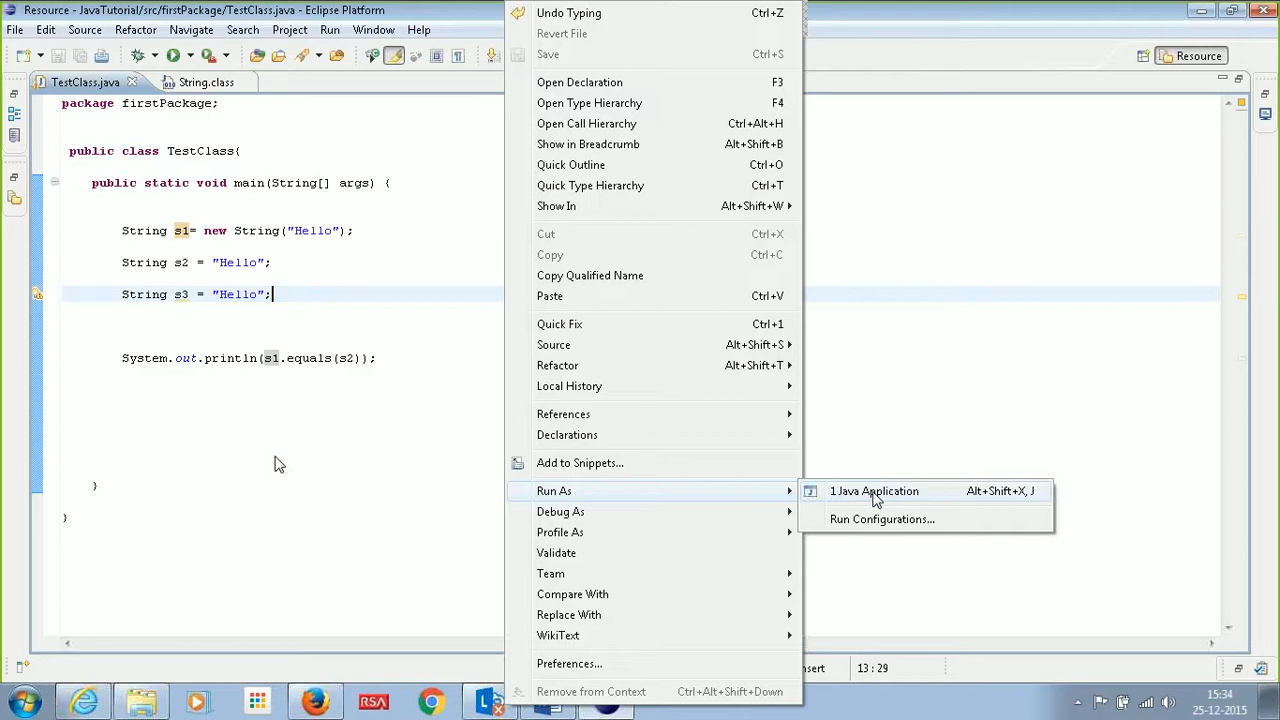 Resource - JavaTutorial/src/firstPackage/TestClass.java - Eclipse Platform
File Edit Source Refactor Navigate Search Project Run Window Help
Resource
TestClass.java String.class
package firstPackage;
public class TestClass{
public static void main(String[] args) {
String s1= new String("Hello");
String s2 = "Hello";
String s3 = "Hello";
System.out.println(s1.equals(s2));
}
}
Undo Typing Ctrl+Z
Revert File
Save Ctrl+S
Open Declaration F3
Open Type Hierarchy F4
Open Call Hierarchy Ctrl+Alt+H
Show in Breadcrumb Alt+Shift+B
Quick Outline Ctrl+O
Quick Type Hierarchy Ctrl+T
Show In Alt+Shift+W
Cut Ctrl+X
Copy Ctrl+C
Copy Qualified Name
Paste Ctrl+V
Quick Fix Ctrl+1
Source Alt+Shift+S
Refactor Alt+Shift+T
Local History
References
Declarations
Add to Snippets...
Run As
Debug As
Profile As
Validate
Team
Compare With
Replace With
WikiText
Preferences...
Remove from Context Ctrl+Alt+Shift+Down
1 Java Application Alt+Shift+X, J
Run Configurations...
nsert 13 : 29
RSA
15:34
25-12-2015